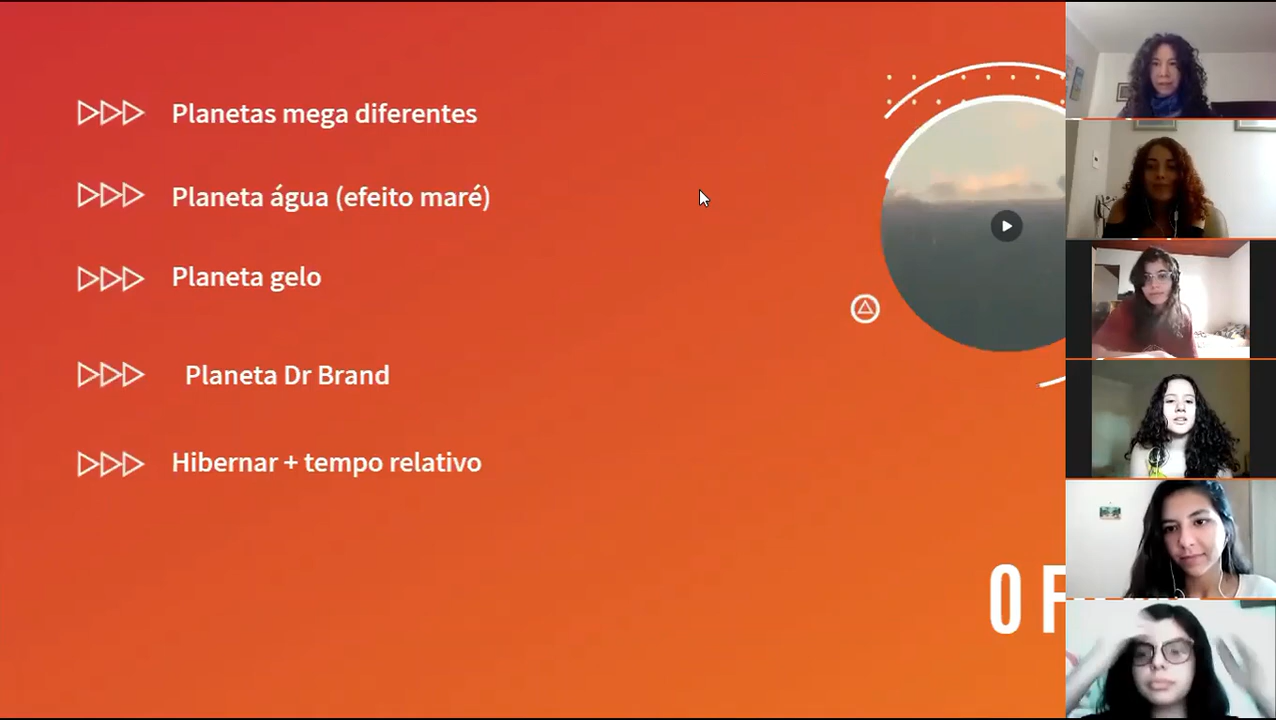 Planetas mega diferentes
Planeta água (efeito maré)
Planeta gelo
Planeta Dr Brand
Hibernar + tempo relativo